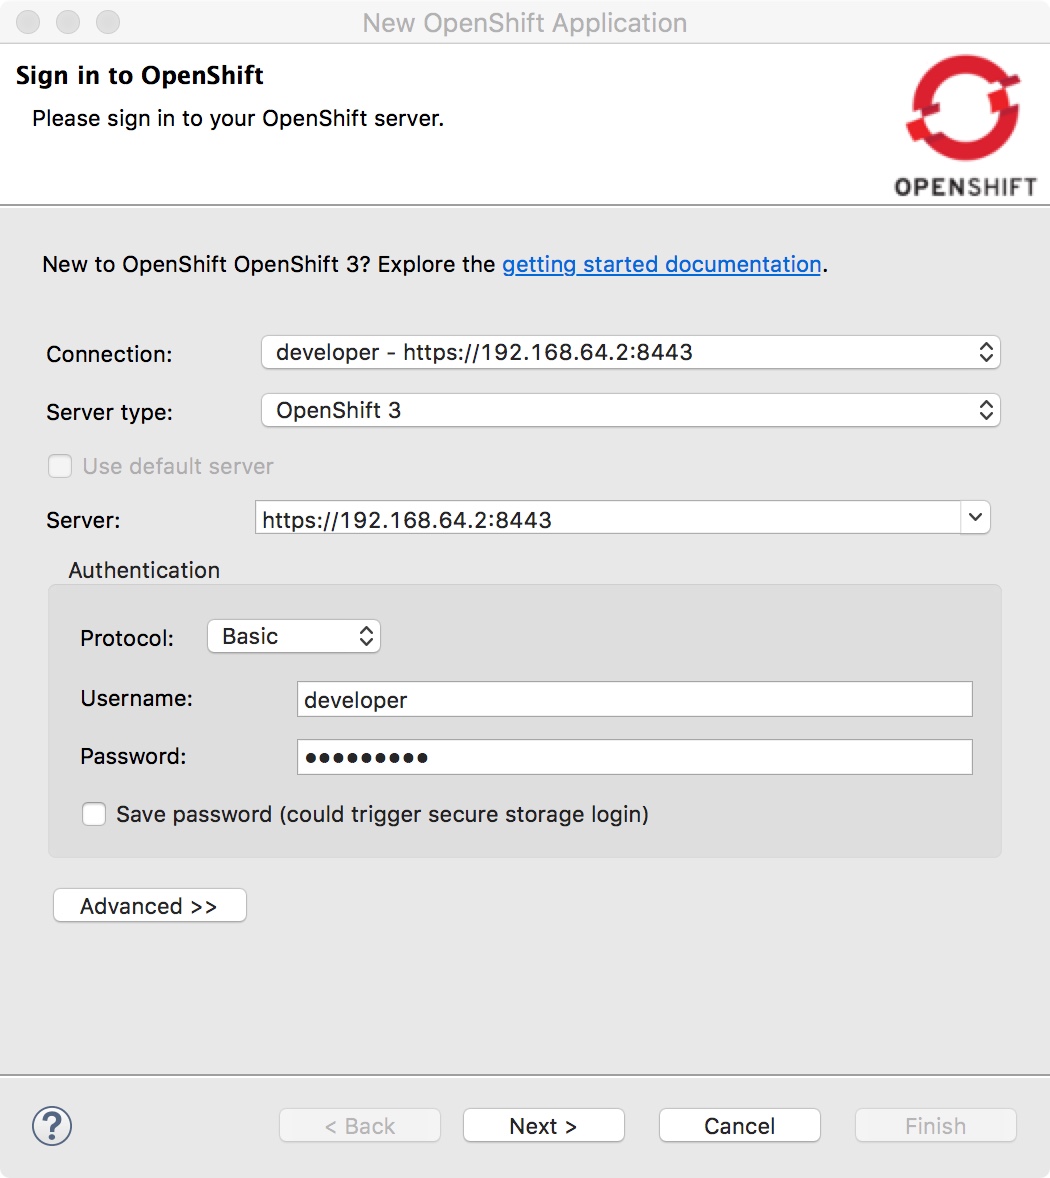 New OpenShift Application
Sign in to OpenShift
Please sign in to your OpenShift server.
OPENSHIFT
New to OpenShift OpenShift 3? Explore the getting started documentation.
Connection: developer - https://192.168.64.2:8443
Server type: OpenShift 3
Use default server
Server: https://192.168.64.2:8443
Authentication
Protocol: Basic
Username: developer
Password: •••••••••
Save password (could trigger secure storage login)
Advanced >>
? < Back Next > Cancel Finish